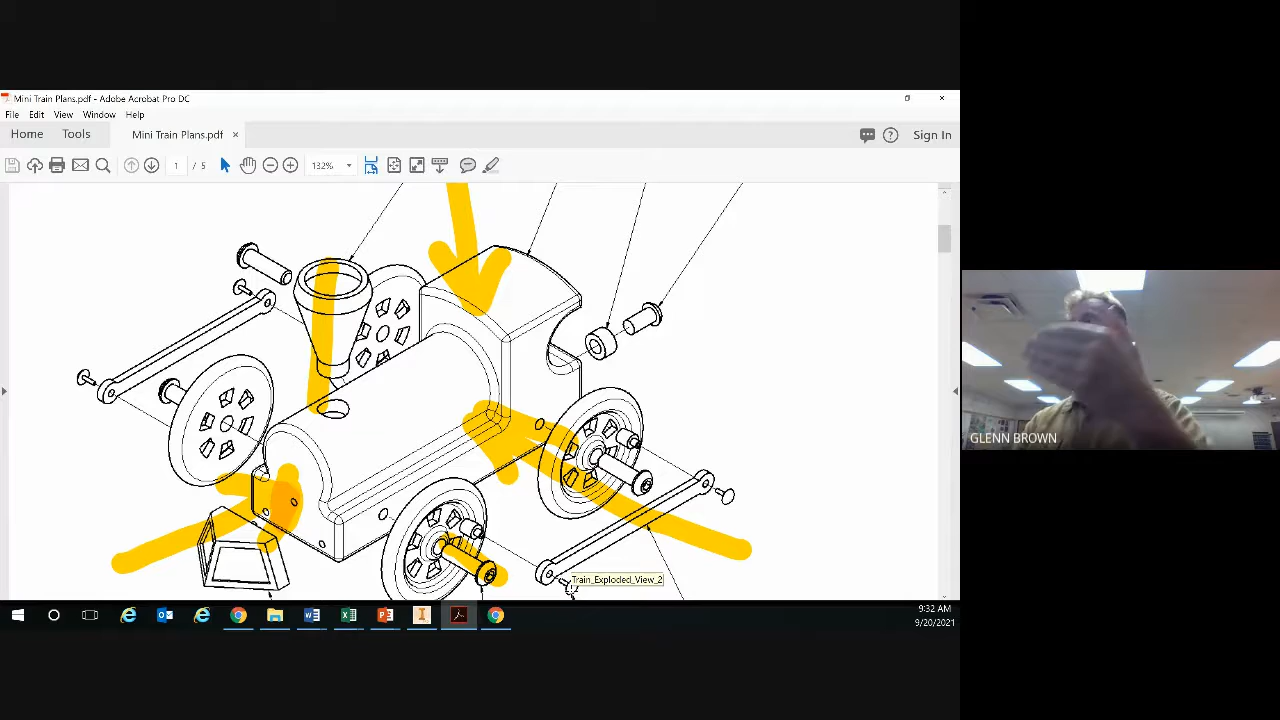 Mini Train Plans.pdf - Adobe Acrobat Pro DC
File Edit View Window Help
Home Tools Mini Train Plans.pdf × Sign In
1 / 5 132%
GLENN BROWN
Train_Exploded_View_2
9:32 AM
9/20/2021